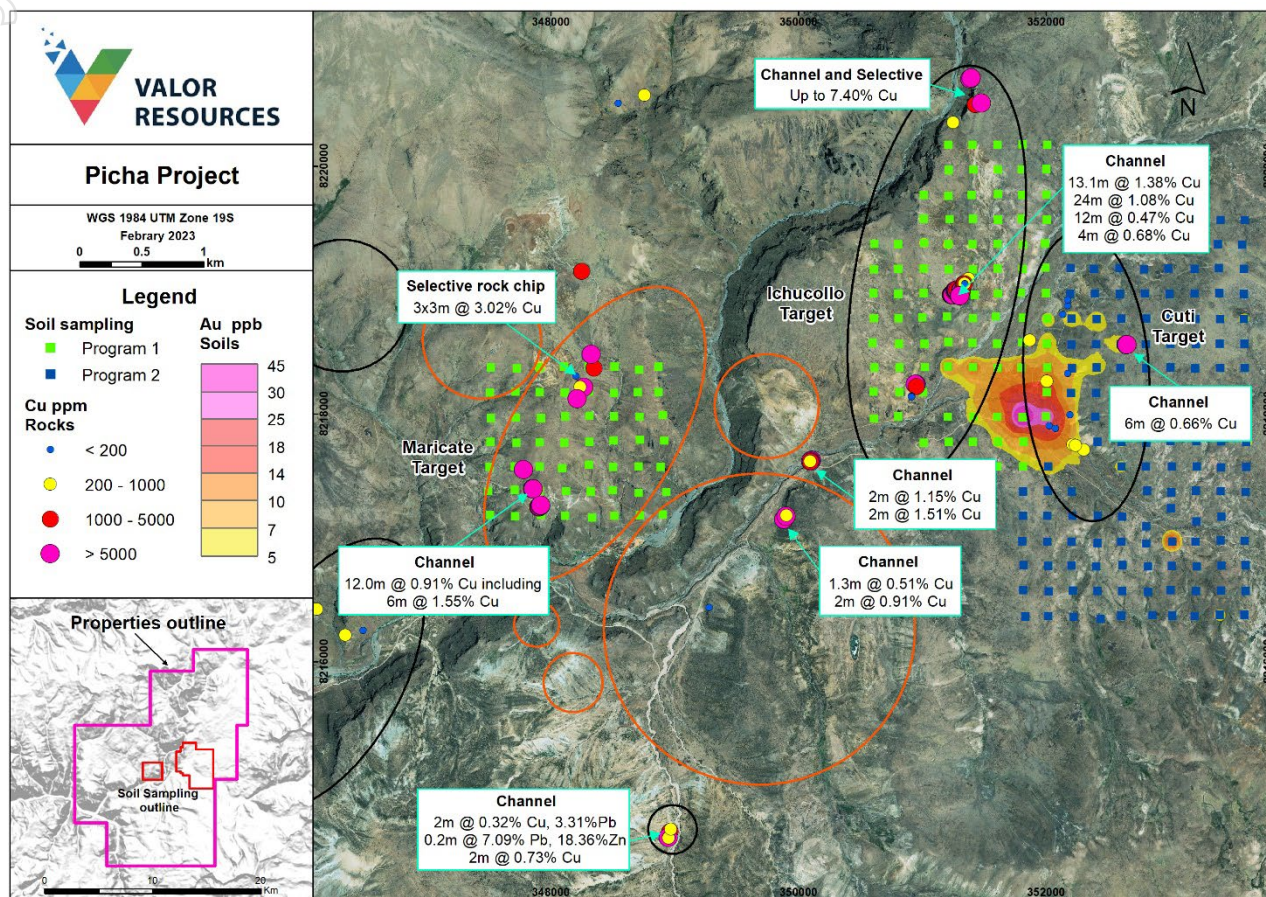 VALOR
RESOURCES
Picha Project
WGS 1984 UTM Zone 19S
Febrary 2023
0 0.5 1
km
Legend
Soil sampling
Program 1
Program 2
Cu ppm
Rocks
< 200
200 - 1000
1000 - 5000
> 5000
Au ppb
Soils
45
30
25
18
14
10
7
5
Properties outline
Soil Sampling
outline
0 10 20
Km
348000 350000 352000
N
8220000
8218000
8216000
Channel and Selective
Up to 7.40% Cu
Channel
13.1m @ 1.38% Cu
24m @ 1.08% Cu
12m @ 0.47% Cu
4m @ 0.68% Cu
Selective rock chip
3x3m @ 3.02% Cu
Ichucollo
Target
Cuti
Target
Channel
6m @ 0.66% Cu
Maricate
Target
Channel
2m @ 1.15% Cu
2m @ 1.51% Cu
Channel
12.0m @ 0.91% Cu including
6m @ 1.55% Cu
Channel
1.3m @ 0.51% Cu
2m @ 0.91% Cu
Channel
2m @ 0.32% Cu, 3.31%Pb
0.2m @ 7.09% Pb, 18.36%Zn
2m @ 0.73% Cu
348000 350000 352000